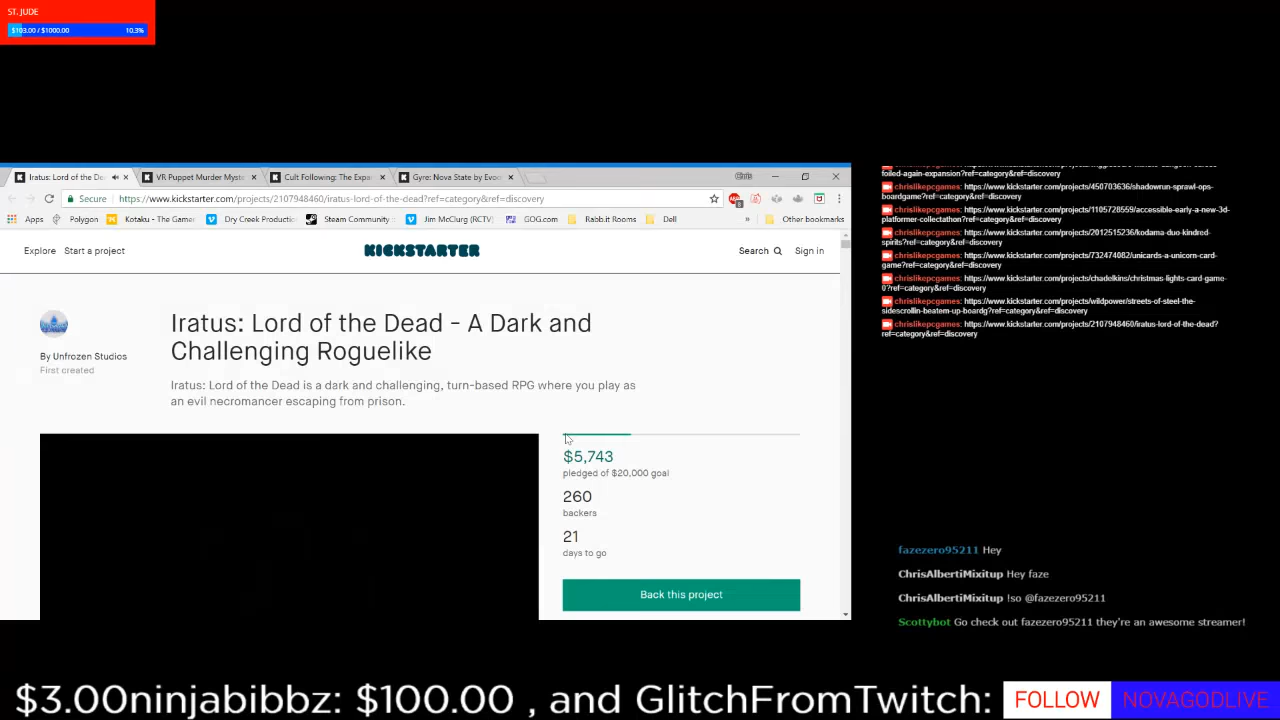 ST. JUDE
$103.00 / $1000.00 10.3%
Iratus: Lord of the De
VR Puppet Murder Myst
Cult Following: The Expan
Gyre: Nova State by Evoo
Chris
Secure https://www.kickstarter.com/projects/2107948460/iratus-lord-of-the-dead?ref=category&ref=discovery
Apps Polygon Kotaku - The Game Dry Creek Productio Steam Community :: Jim McClurg (RCTV) GOG.com Rabb.it Rooms Dell » Other bookmarks
Explore Start a project KICKSTARTER Search Sign in
Iratus: Lord of the Dead - A Dark and
Challenging Roguelike
By Unfrozen Studios
First created
Iratus: Lord of the Dead is a dark and challenging, turn-based RPG where you play as
an evil necromancer escaping from prison.
$5,743
pledged of $20,000 goal
260
backers
21
days to go
Back this project
foiled-again-expansion?ref=category&ref=discovery
chrislikepcgames: https://www.kickstarter.com/projects/450703636/shadowrun-sprawl-ops-
boardgame?ref=category&ref=discovery
chrislikepcgames: https://www.kickstarter.com/projects/1105728559/accessible-early-a-new-3d-
platformer-collectathon?ref=category&ref=discovery
chrislikepcgames: https://www.kickstarter.com/projects/2012515236/kodama-duo-kindred-
spirits?ref=category&ref=discovery
chrislikepcgames: https://www.kickstarter.com/projects/732474082/unicards-a-unicorn-card-
game?ref=category&ref=discovery
chrislikepcgames: https://www.kickstarter.com/projects/chadelkins/christmas-lights-card-game-
0?ref=category&ref=discovery
chrislikepcgames: https://www.kickstarter.com/projects/wildpower/streets-of-steel-the-
sidescrollin-beatem-up-boardg?ref=category&ref=discovery
chrislikepcgames: https://www.kickstarter.com/projects/2107948460/iratus-lord-of-the-dead?
ref=category&ref=discovery
fazezero95211 Hey
ChrisAlbertiMixitup Hey faze
ChrisAlbertiMixitup !so @fazezero95211
Scottybot Go check out fazezero95211 they're an awesome streamer!
$3.00ninjabibbz: $100.00 , and GlitchFromTwitch:
FOLLOW NOVAGODLIVE